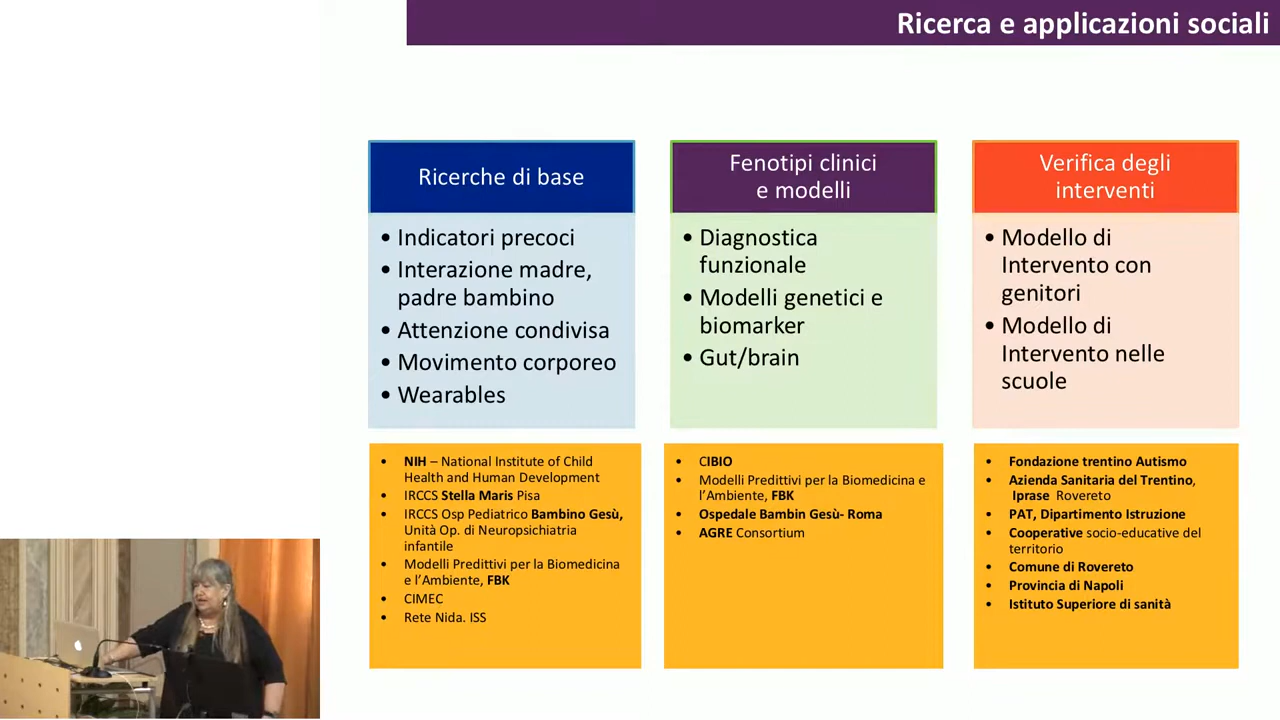 Ricerca e applicazioni sociali
Ricerche di base
• Indicatori precoci
• Interazione madre,
padre bambino
• Attenzione condivisa
• Movimento corporeo
• Wearables
• NIH – National Institute of Child
Health and Human Development
• IRCCS Stella Maris Pisa
• IRCCS Osp Pediatrico Bambino Gesù,
Unità Op. di Neuropsichiatria
infantile
• Modelli Predittivi per la Biomedicina
e l’Ambiente, FBK
• CIMEC
• Rete Nida. ISS
Fenotipi clinici
e modelli
• Diagnostica
funzionale
• Modelli genetici e
biomarker
• Gut/brain
• CIBIO
• Modelli Predittivi per la Biomedicina e
l’Ambiente, FBK
• Ospedale Bambin Gesù- Roma
• AGRE Consortium
Verifica degli
interventi
• Modello di
Intervento con
genitori
• Modello di
Intervento nelle
scuole
• Fondazione trentino Autismo
• Azienda Sanitaria del Trentino,
Iprase Rovereto
• PAT, Dipartimento Istruzione
• Cooperative socio-educative del
territorio
• Comune di Rovereto
• Provincia di Napoli
• Istituto Superiore di sanità